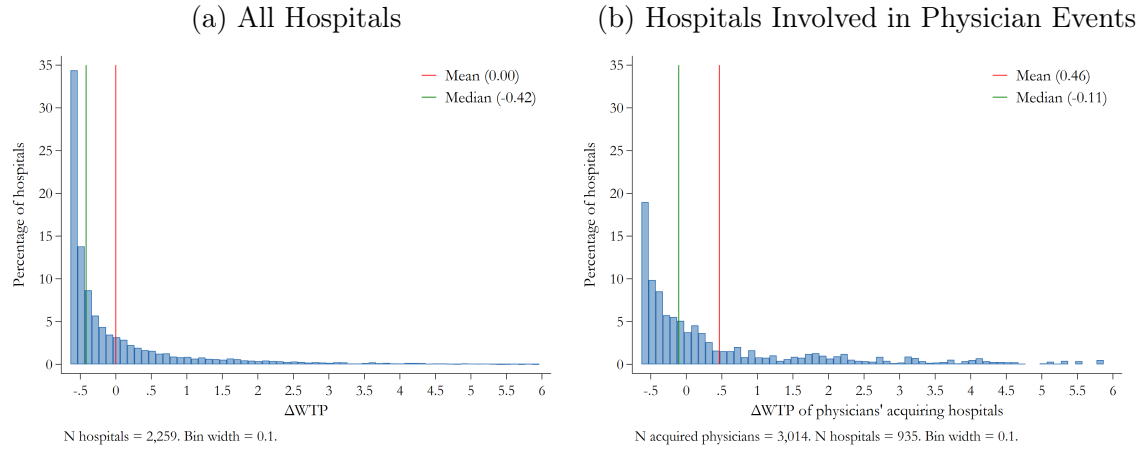 (a) All Hospitals
Percentage of hospitals
35
30
25
20
15
10
5
0
Mean (0.00)
Median (-0.42)
-.5 0 .5 1 1.5 2 2.5 3 3.5 4 4.5 5 5.5 6
ΔWTP
N hospitals = 2,259. Bin width = 0.1.
(b) Hospitals Involved in Physician Events
Percentage of hospitals
35
30
25
20
15
10
5
0
Mean (0.46)
Median (-0.11)
-.5 0 .5 1 1.5 2 2.5 3 3.5 4 4.5 5 5.5 6
ΔWTP of physicians' acquiring hospitals
N acquired physicians = 3,014. N hospitals = 935. Bin width = 0.1.